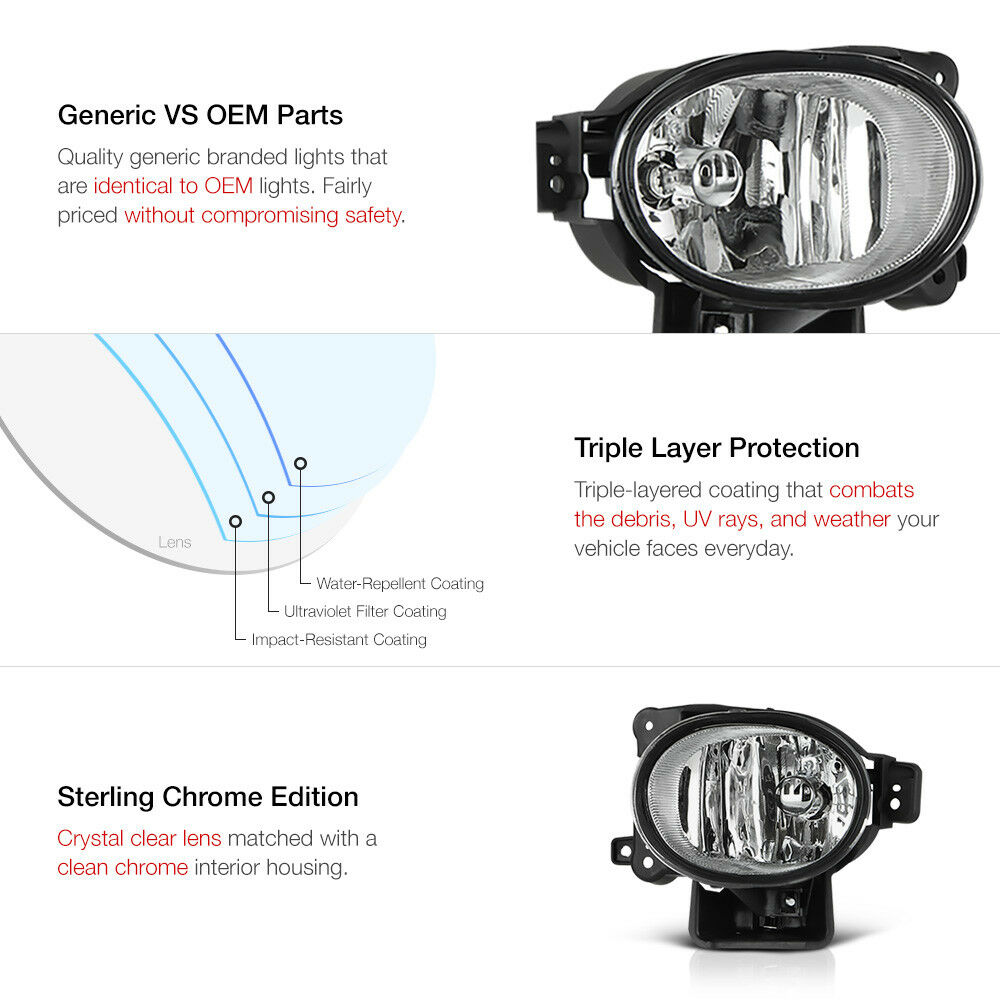 Generic VS OEM Parts
Quality generic branded lights that
are identical to OEM lights. Fairly
priced without compromising safety.
Triple Layer Protection
Triple-layered coating that combats
the debris, UV rays, and weather your
vehicle faces everyday.
Lens
Water-Repellent Coating
Ultraviolet Filter Coating
Impact-Resistant Coating
Sterling Chrome Edition
Crystal clear lens matched with a
clean chrome interior housing.